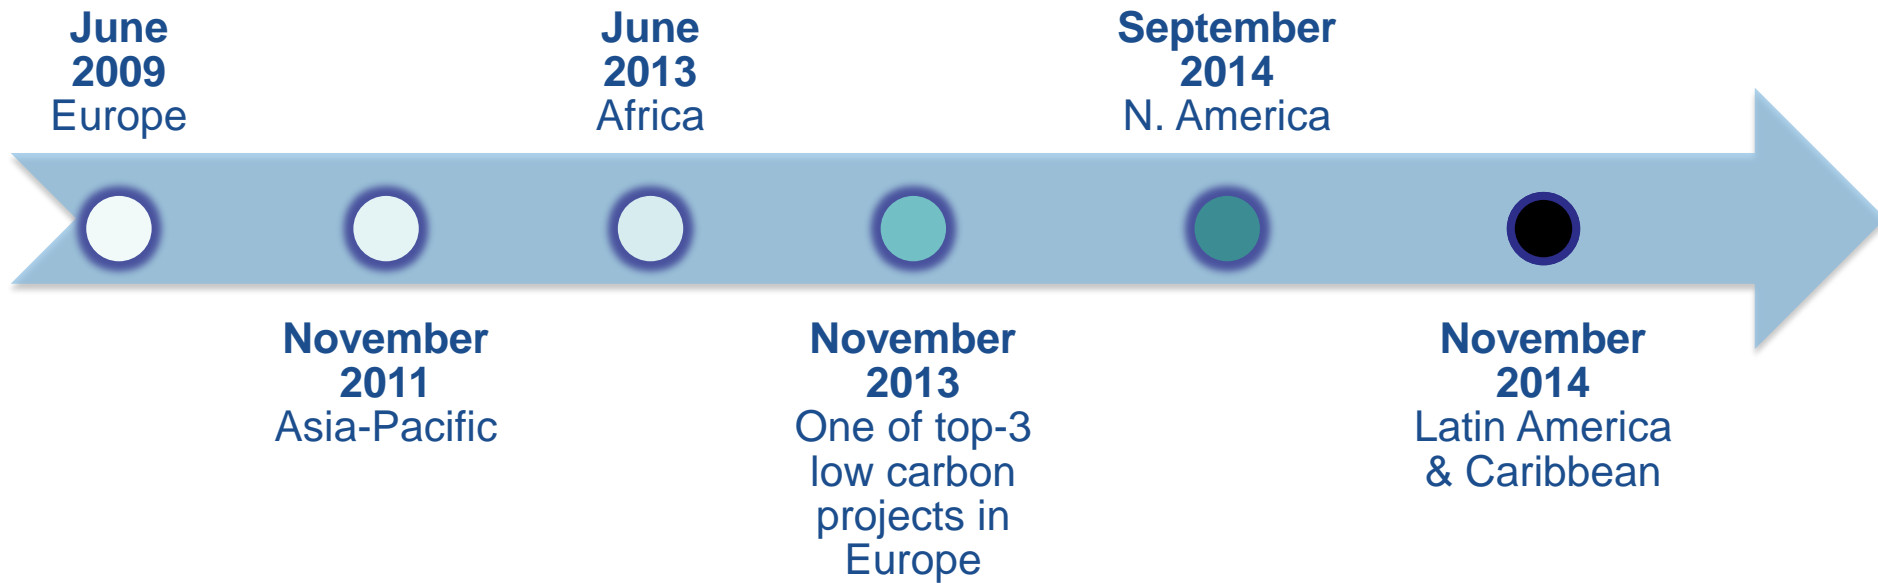 June
2009
Europe
November
2011
Asia-Pacific
June
2013
Africa
November
2013
One of top-3
low carbon
projects in
Europe
September
2014
N. America
November
2014
Latin America
& Caribbean